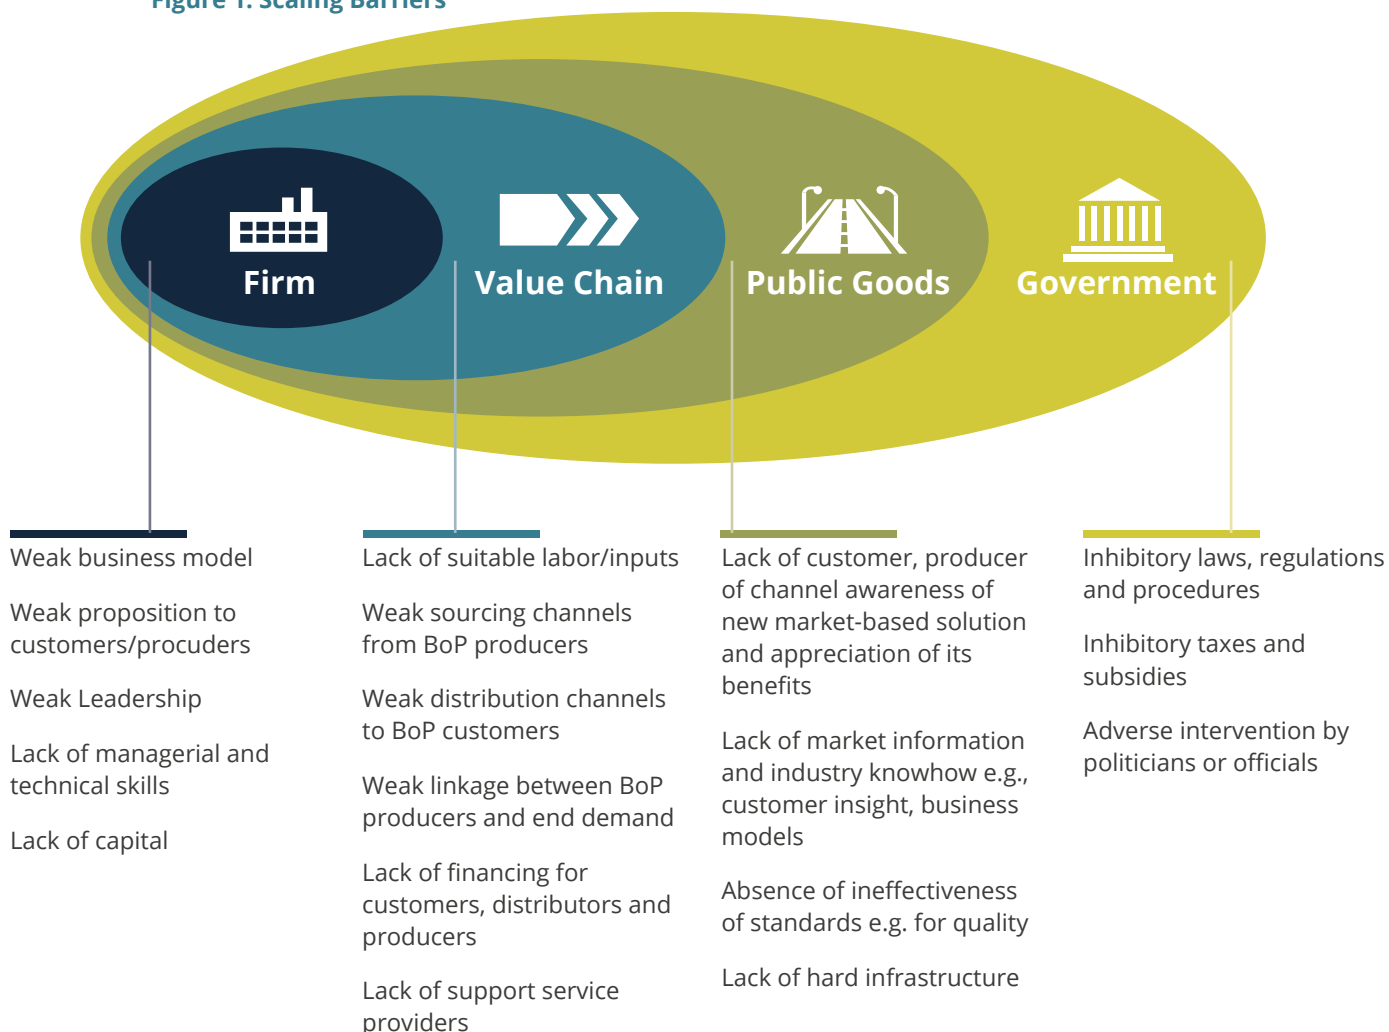 Figure 1. Scaling Barriers
Firm
Value Chain
Public Goods
Government
Weak business model
Weak proposition to
customers/procuders
Weak Leadership
Lack of managerial and
technical skills
Lack of capital
Lack of suitable labor/inputs
Weak sourcing channels
from BoP producers
Weak distribution channels
to BoP customers
Weak linkage between BoP
producers and end demand
Lack of financing for
customers, distributors and
producers
Lack of support service
providers
Lack of customer, producer
of channel awareness of
new market-based solution
and appreciation of its
benefits
Lack of market information
and industry knowhow e.g.,
customer insight, business
models
Absence of ineffectiveness
of standards e.g. for quality
Lack of hard infrastructure
Inhibitory laws, regulations
and procedures
Inhibitory taxes and
subsidies
Adverse intervention by
politicians or officials